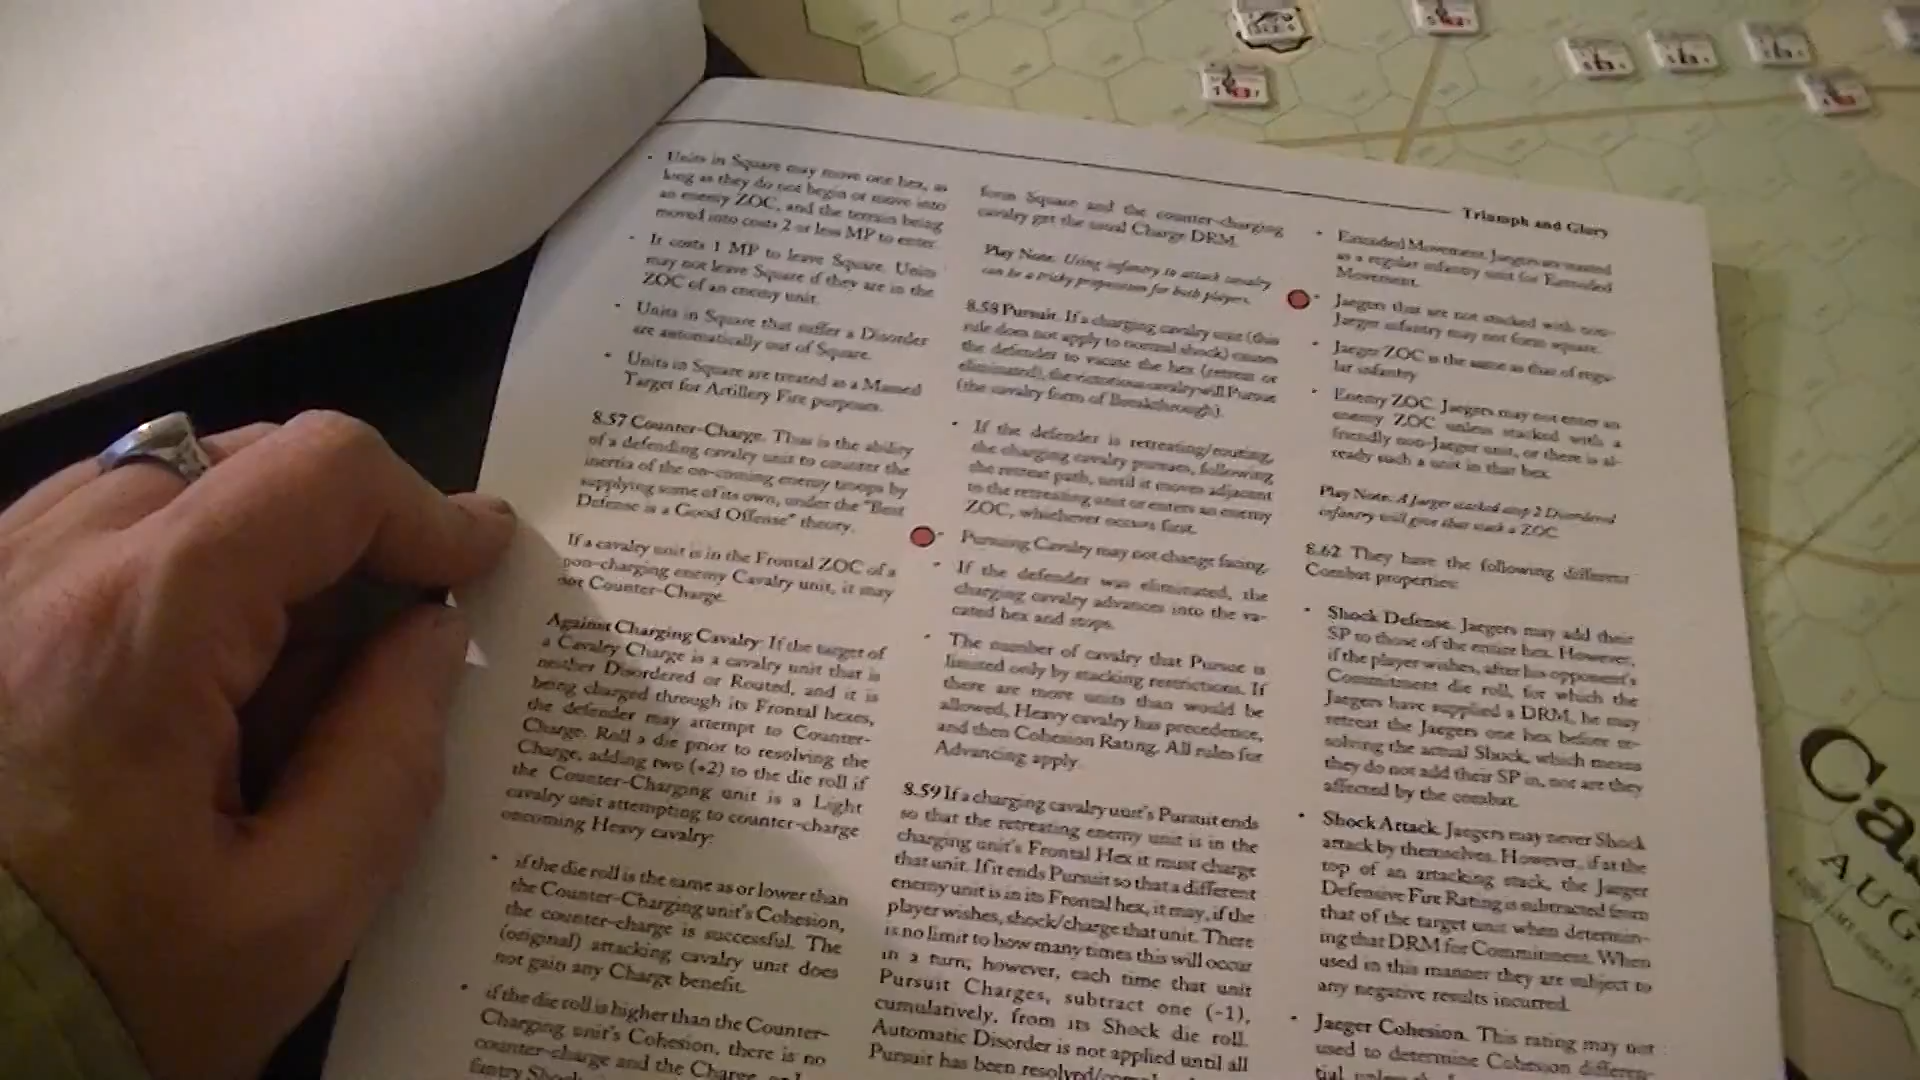 Triumph and Glory
• Units in Square may move one hex, as
long as they do not begin or move into
an enemy ZOC, and the terrain being
moved into costs 2 or less MP to enter.
• It costs 1 MP to leave Square. Units
may not leave Square if they are in the
ZOC of an enemy unit.
• Units in Square that suffer a Disorder
are automatically out of Square.
• Units in Square are treated as a Massed
Target for Artillery Fire purposes.
8.57 Counter-Charge. This is the ability
of a defending cavalry unit to counter the
inertia of the on-coming enemy troops by
supplying some of its own, under the "Best
Defense is a Good Offense" theory.
If a cavalry unit is in the Frontal ZOC of a
non-charging enemy Cavalry unit, it may
not Counter-Charge.
Against Charging Cavalry: If the target of
a Cavalry Charge is a cavalry unit that is
neither Disordered or Routed, and it is
being charged through its Frontal hexes,
the defender may attempt to Counter-
Charge. Roll a die prior to resolving the
Charge, adding two (+2) to the die roll if
the Counter-Charging unit is a Light
cavalry unit attempting to counter-charge
oncoming Heavy cavalry:
• if the die roll is the same as or lower than
the Counter-Charging unit's Cohesion,
the counter-charge is successful. The
(original) attacking cavalry unit does
not gain any Charge benefit.
• if the die roll is higher than the Counter-
Charging unit's Cohesion, there is no
counter-charge and the Charge
form Square and the counter-charging
cavalry get the usual Charge DRM.
Play Note: Using infantry to attack cavalry
can be a tricky proposition for both players.
8.58 Pursuit. If a charging cavalry unit (this
rule does not apply to normal shock) causes
the defender to vacate the hex (retreat or
eliminated), the victorious cavalry will Pursue
(the cavalry form of Breakthrough).
• If the defender is retreating/routing,
the charging cavalry pursues, following
the retreat path, until it moves adjacent
to the retreating unit or enters an enemy
ZOC, whichever occurs first.
• Pursuing Cavalry may not change facing.
• If the defender was eliminated, the
charging cavalry advances into the va-
cated hex and stops.
• The number of cavalry that Pursue is
limited only by stacking restrictions. If
there are more units than would be
allowed, Heavy cavalry has precedence,
and then Cohesion Rating. All rules for
Advancing apply.
8.59 If a charging cavalry unit's Pursuit ends
so that the retreating enemy unit is in the
charging unit's Frontal Hex it must charge
that unit. If it ends Pursuit so that a different
enemy unit is in its Frontal hex, it may, if the
player wishes, shock/charge that unit. There
is no limit to how many times this will occur
in a turn, however, each time that unit
Pursuit Charges, subtract one (-1),
cumulatively, from its Shock die roll.
Automatic Disorder is not applied until all
Pursuit has been
• Extended Movement. Jaegers are treated
as a regular infantry unit for Extended
Movement.
• Jaegers that are not stacked with non-
Jaeger infantry may not form square.
• Jaeger ZOC is the same as that of regu-
lar infantry
• Enemy ZOC. Jaegers may not enter an
enemy ZOC unless stacked with a
friendly non-Jaeger unit, or there is al-
ready such a unit in that hex.
Play Note: A Jaeger stacked atop 2 Disordered
infantry will give that stack a ZOC.
8.62 They have the following different
Combat properties:
• Shock Defense. Jaegers may add their
SP to those of the entire hex. However,
if the player wishes, after his opponent's
Commitment die roll, for which the
Jaegers have supplied a DRM, he may
retreat the Jaegers one hex before re-
solving the actual Shock, which means
they do not add their SP in, nor are they
affected by the combat.
• Shock Attack. Jaegers may never Shock
attack by themselves. However, if at the
top of an attacking stack, the Jaeger
Defensive Fire Rating is subtracted from
that of the target unit when determin-
ing that DRM for Commitment. When
used in this manner they are subject to
any negative results incurred.
• Jaeger Cohesion. This rating may not
used to determine Cohesion differen-
Ca
AUG